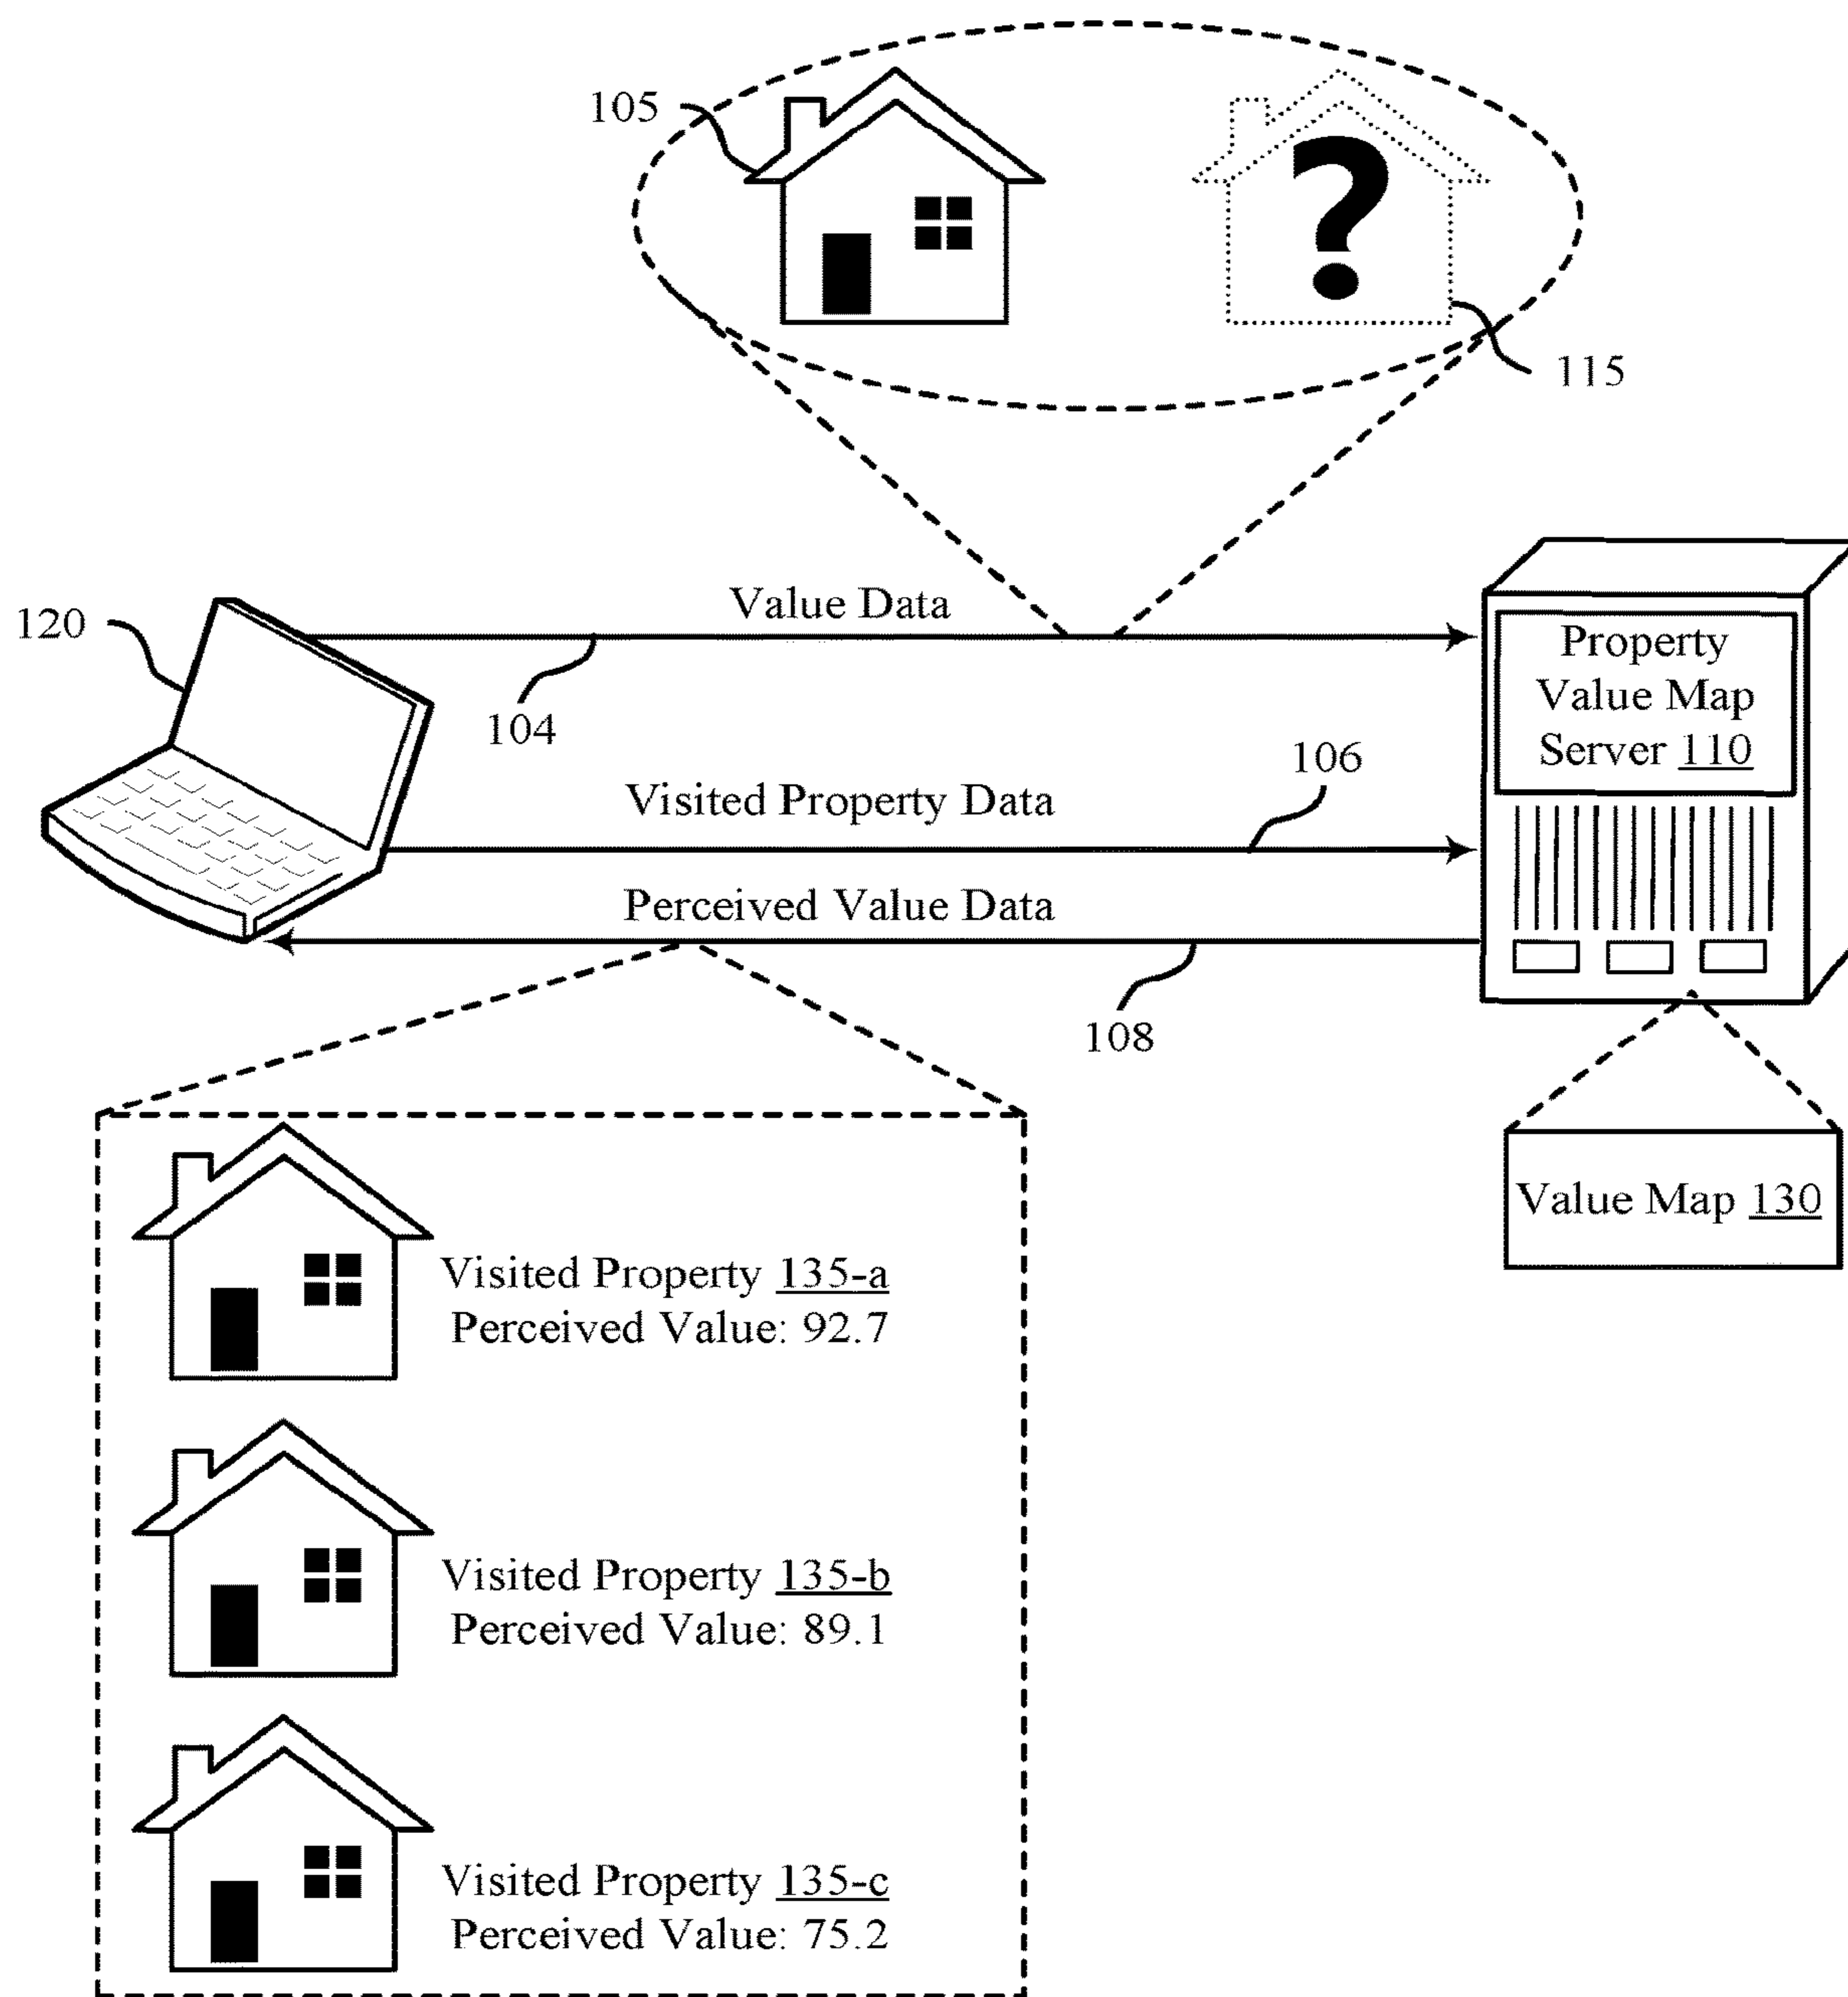 105
115
120
Value Data
104
Property
Value Map
Server 110
106
Visited Property Data
Perceived Value Data
108
Value Map 130
Visited Property 135-a
Perceived Value: 92.7
Visited Property 135-b
Perceived Value: 89.1
Visited Property 135-c
Perceived Value: 75.2
?